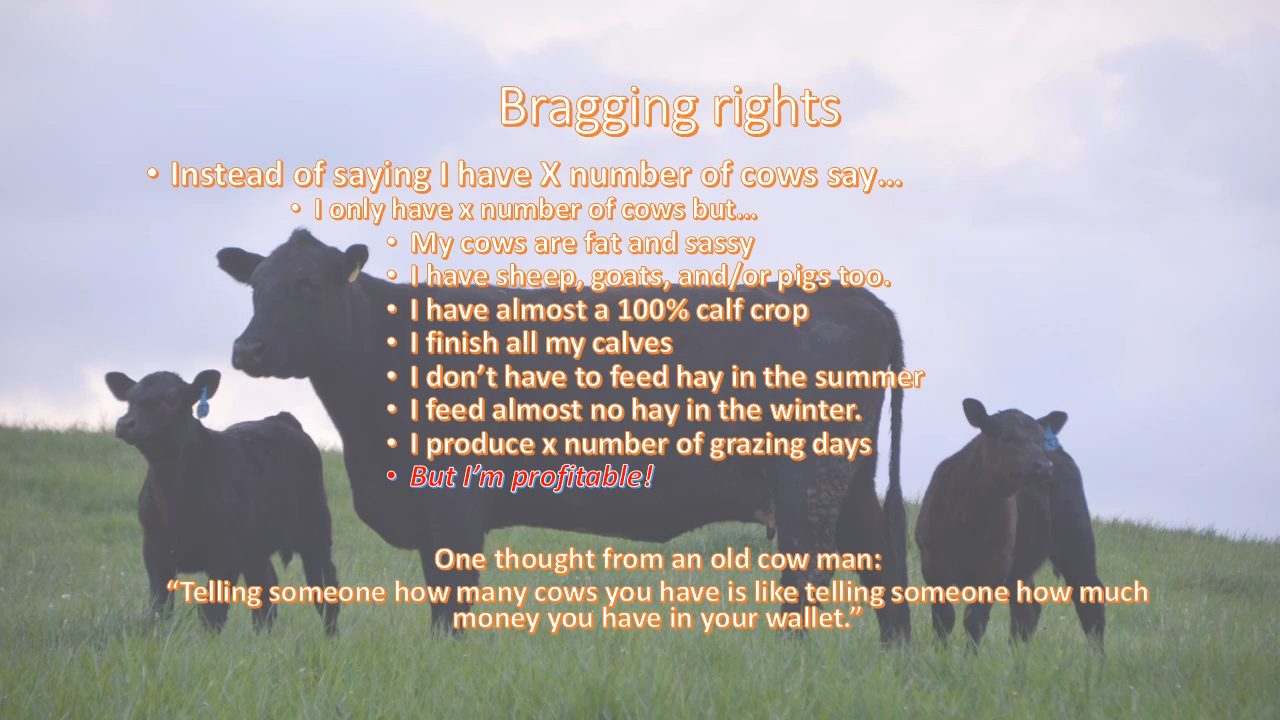 Bragging rights
• Instead of saying I have X number of cows say…
• I only have x number of cows but…
• My cows are fat and sassy
• I have sheep, goats, and/or pigs too.
• I have almost a 100% calf crop
• I finish all my calves
• I don’t have to feed hay in the summer
• I feed almost no hay in the winter.
• I produce x number of grazing days
• But I’m profitable!
One thought from an old cow man:
“Telling someone how many cows you have is like telling someone how much
money you have in your wallet.”